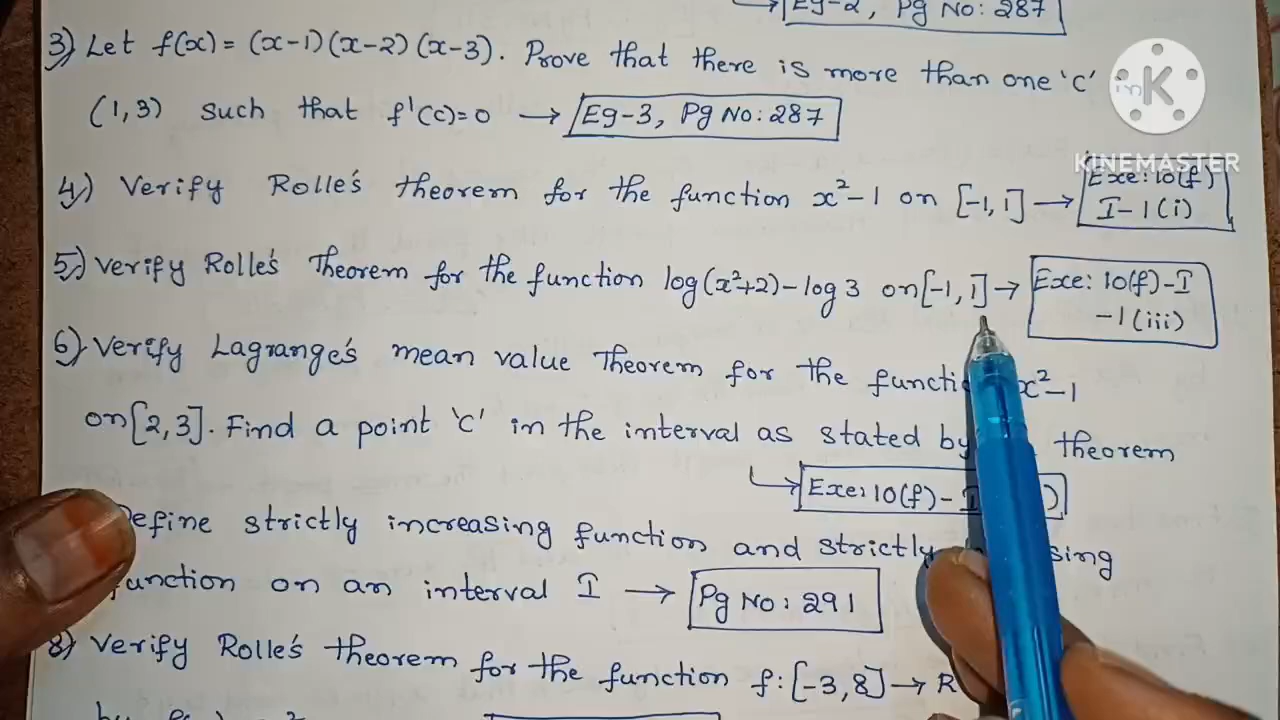 Eg-2, Pg No: 287
3) Let f(x) = (x-1)(x-2)(x-3). Prove that there is more than one 'c' in
(1,3) such that f'(c)=0 → Eg-3, Pg No: 287
KINEMASTER
4) Verify Rolle's theorem for the function x²-1 on [-1,1] → Exe: 10(f)
I-1(i)
5) Verify Rolle's Theorem for the function log(x²+2)-log 3 on [-1,1] → Exe: 10(f)-I
-1(iii)
6) Verify Lagrange's mean value Theorem for the x²-1
on [2,3]. Find a point 'c' in the interval as stated by theorem
Exe: 10(f)-
Define strictly increasing function and strictly
function on an interval I → Pg No: 291
8) Verify Rolle's theorem for the function f: [-3,8] → R